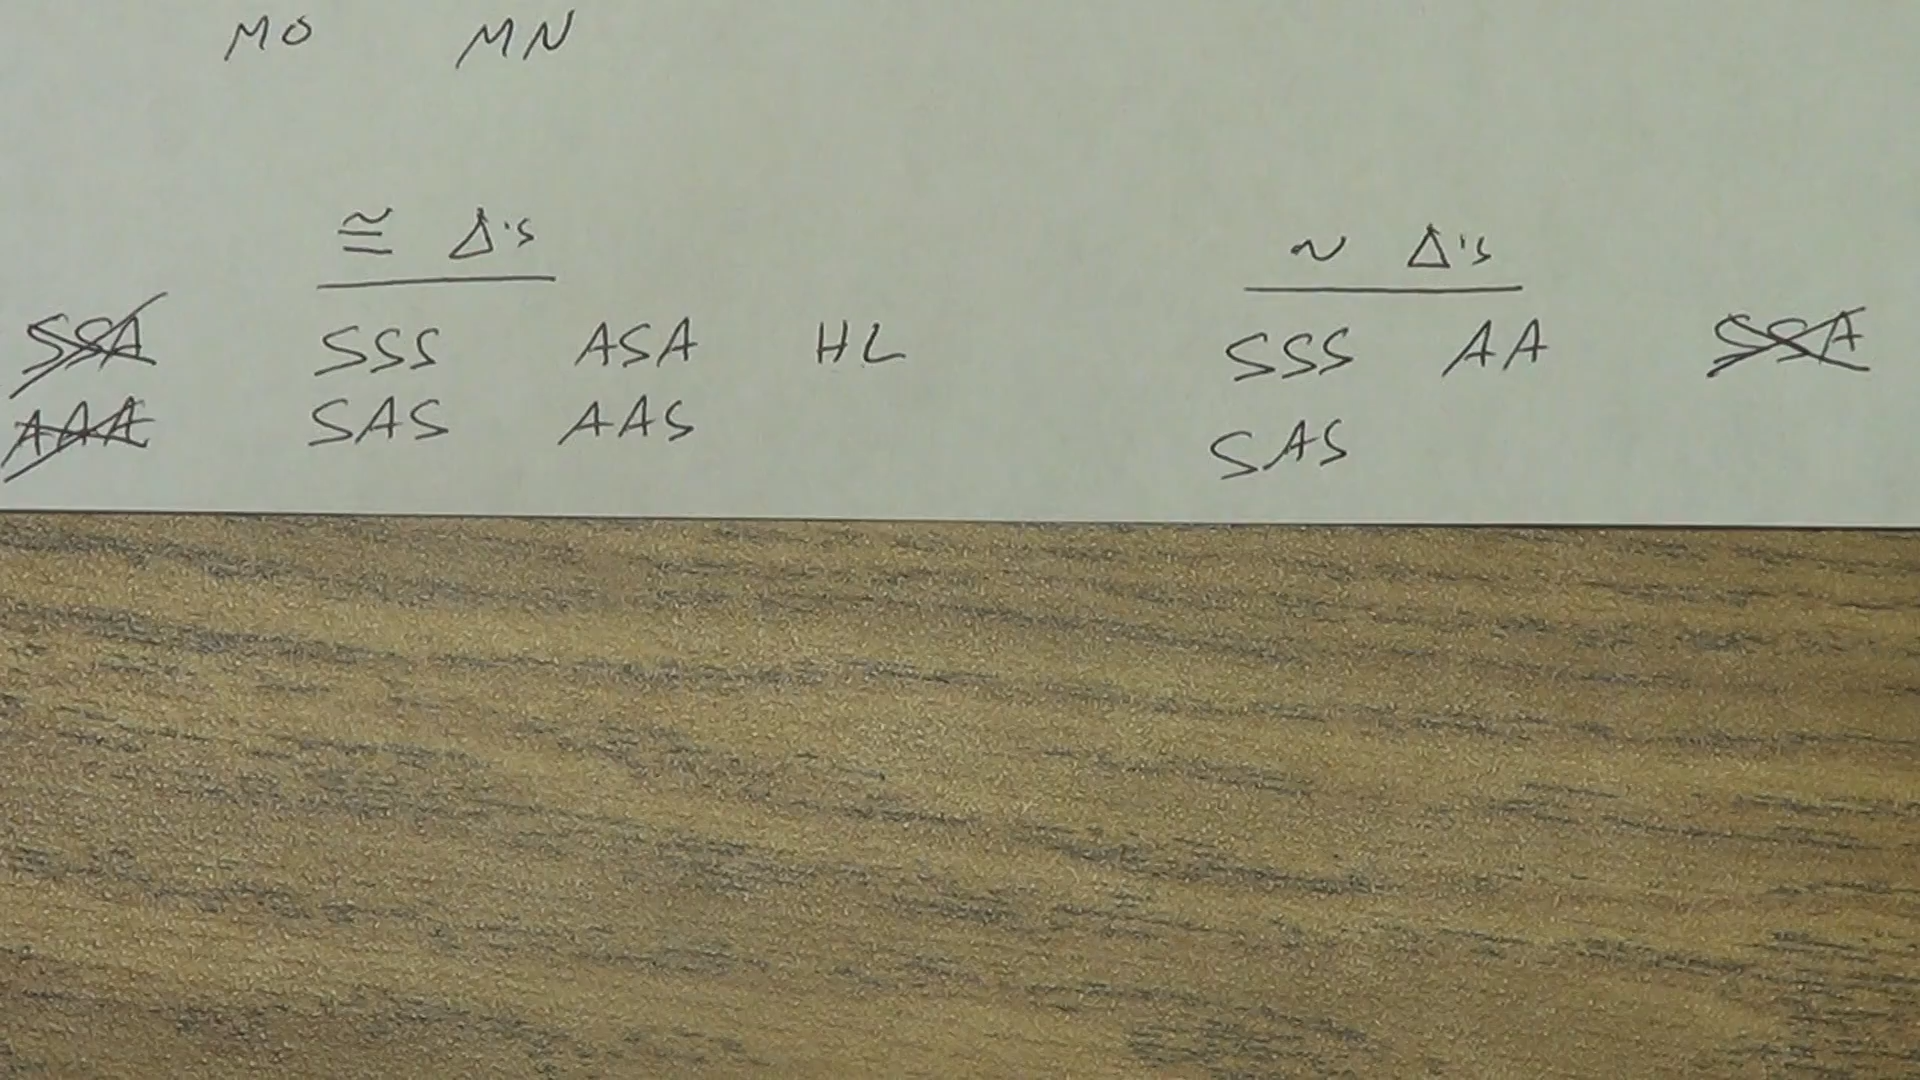 MO MN
≅ Δ's ~ Δ's
SSA SSS ASA HL SSS AA SSA
AAA SAS AAS SAS